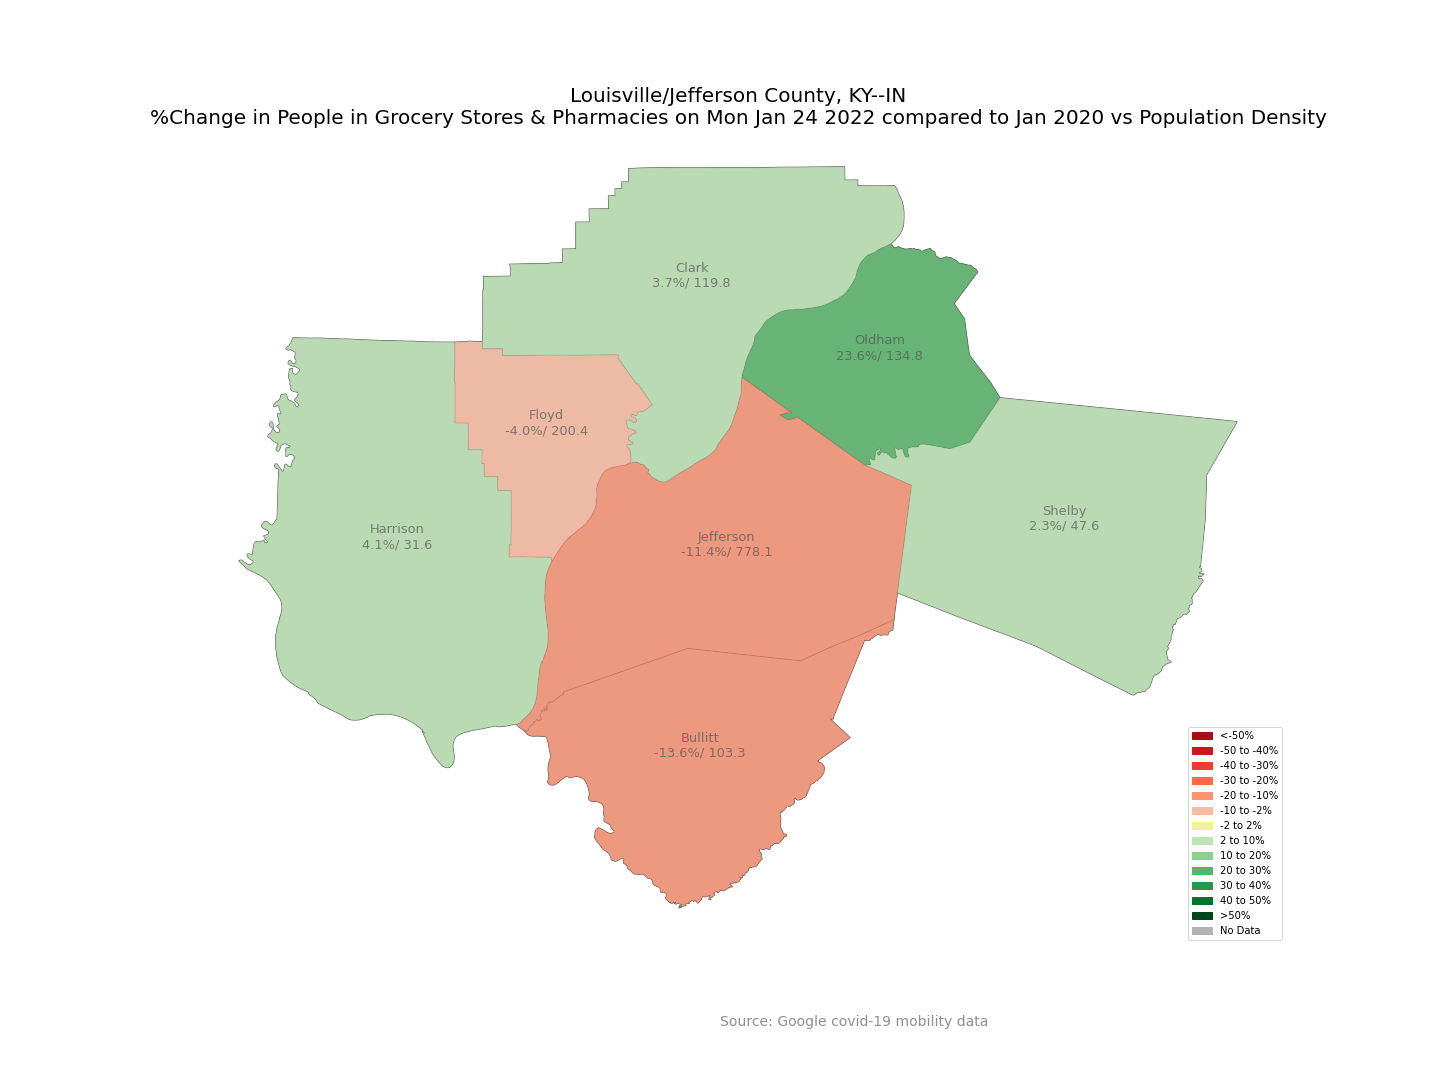 Louisville/Jefferson County, KY--IN
%Change in People in Grocery Stores & Pharmacies on Mon Jan 24 2022 compared to Jan 2020 vs Population Density
Clark
3.7%/ 119.8
Oldham
23.6%/ 134.8
Floyd
-4.0%/ 200.4
Shelby
2.3%/ 47.6
Harrison
4.1%/ 31.6
Jefferson
-11.4%/ 778.1
Bullitt
-13.6%/ 103.3
<-50%
-50 to -40%
-40 to -30%
-30 to -20%
-20 to -10%
-10 to -2%
-2 to 2%
2 to 10%
10 to 20%
20 to 30%
30 to 40%
40 to 50%
>50%
No Data
Source: Google covid-19 mobility data